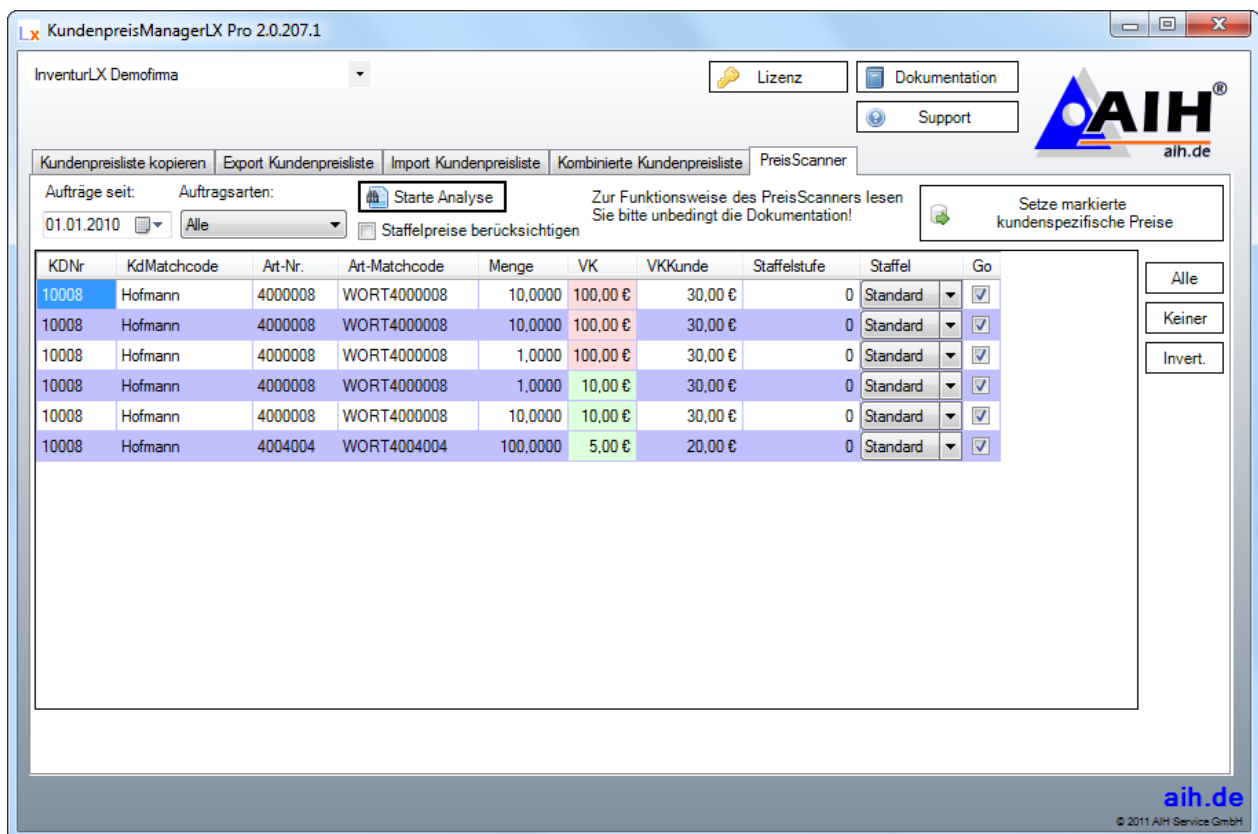 Lx KundenpreisManagerLX Pro 2.0.207.1
InventurLX Demofirma
Lizenz
Dokumentation
Support
AIH®
aih.de
Kundenpreisliste kopieren Export Kundenpreisliste Import Kundenpreisliste Kombinierte Kundenpreisliste PreisScanner
Aufträge seit: Auftragsarten:
01.01.2010 Alle
Starte Analyse
Staffelpreise berücksichtigen
Zur Funktionsweise des PreisScanners lesen
Sie bitte unbedingt die Dokumentation!
Setze markierte
kundenspezifische Preise
KDNr KdMatchcode Art-Nr. Art-Matchcode Menge VK VKKunde Staffelstufe Staffel Go
10008 Hofmann 4000008 WORT4000008 10,0000 100,00 € 30,00 € 0 Standard
10008 Hofmann 4000008 WORT4000008 10,0000 100,00 € 30,00 € 0 Standard
10008 Hofmann 4000008 WORT4000008 1,0000 100,00 € 30,00 € 0 Standard
10008 Hofmann 4000008 WORT4000008 1,0000 10,00 € 30,00 € 0 Standard
10008 Hofmann 4000008 WORT4000008 10,0000 10,00 € 30,00 € 0 Standard
10008 Hofmann 4004004 WORT4004004 100,0000 5,00 € 20,00 € 0 Standard
Alle
Keiner
Invert.
aih.de
© 2011 AIH Service GmbH